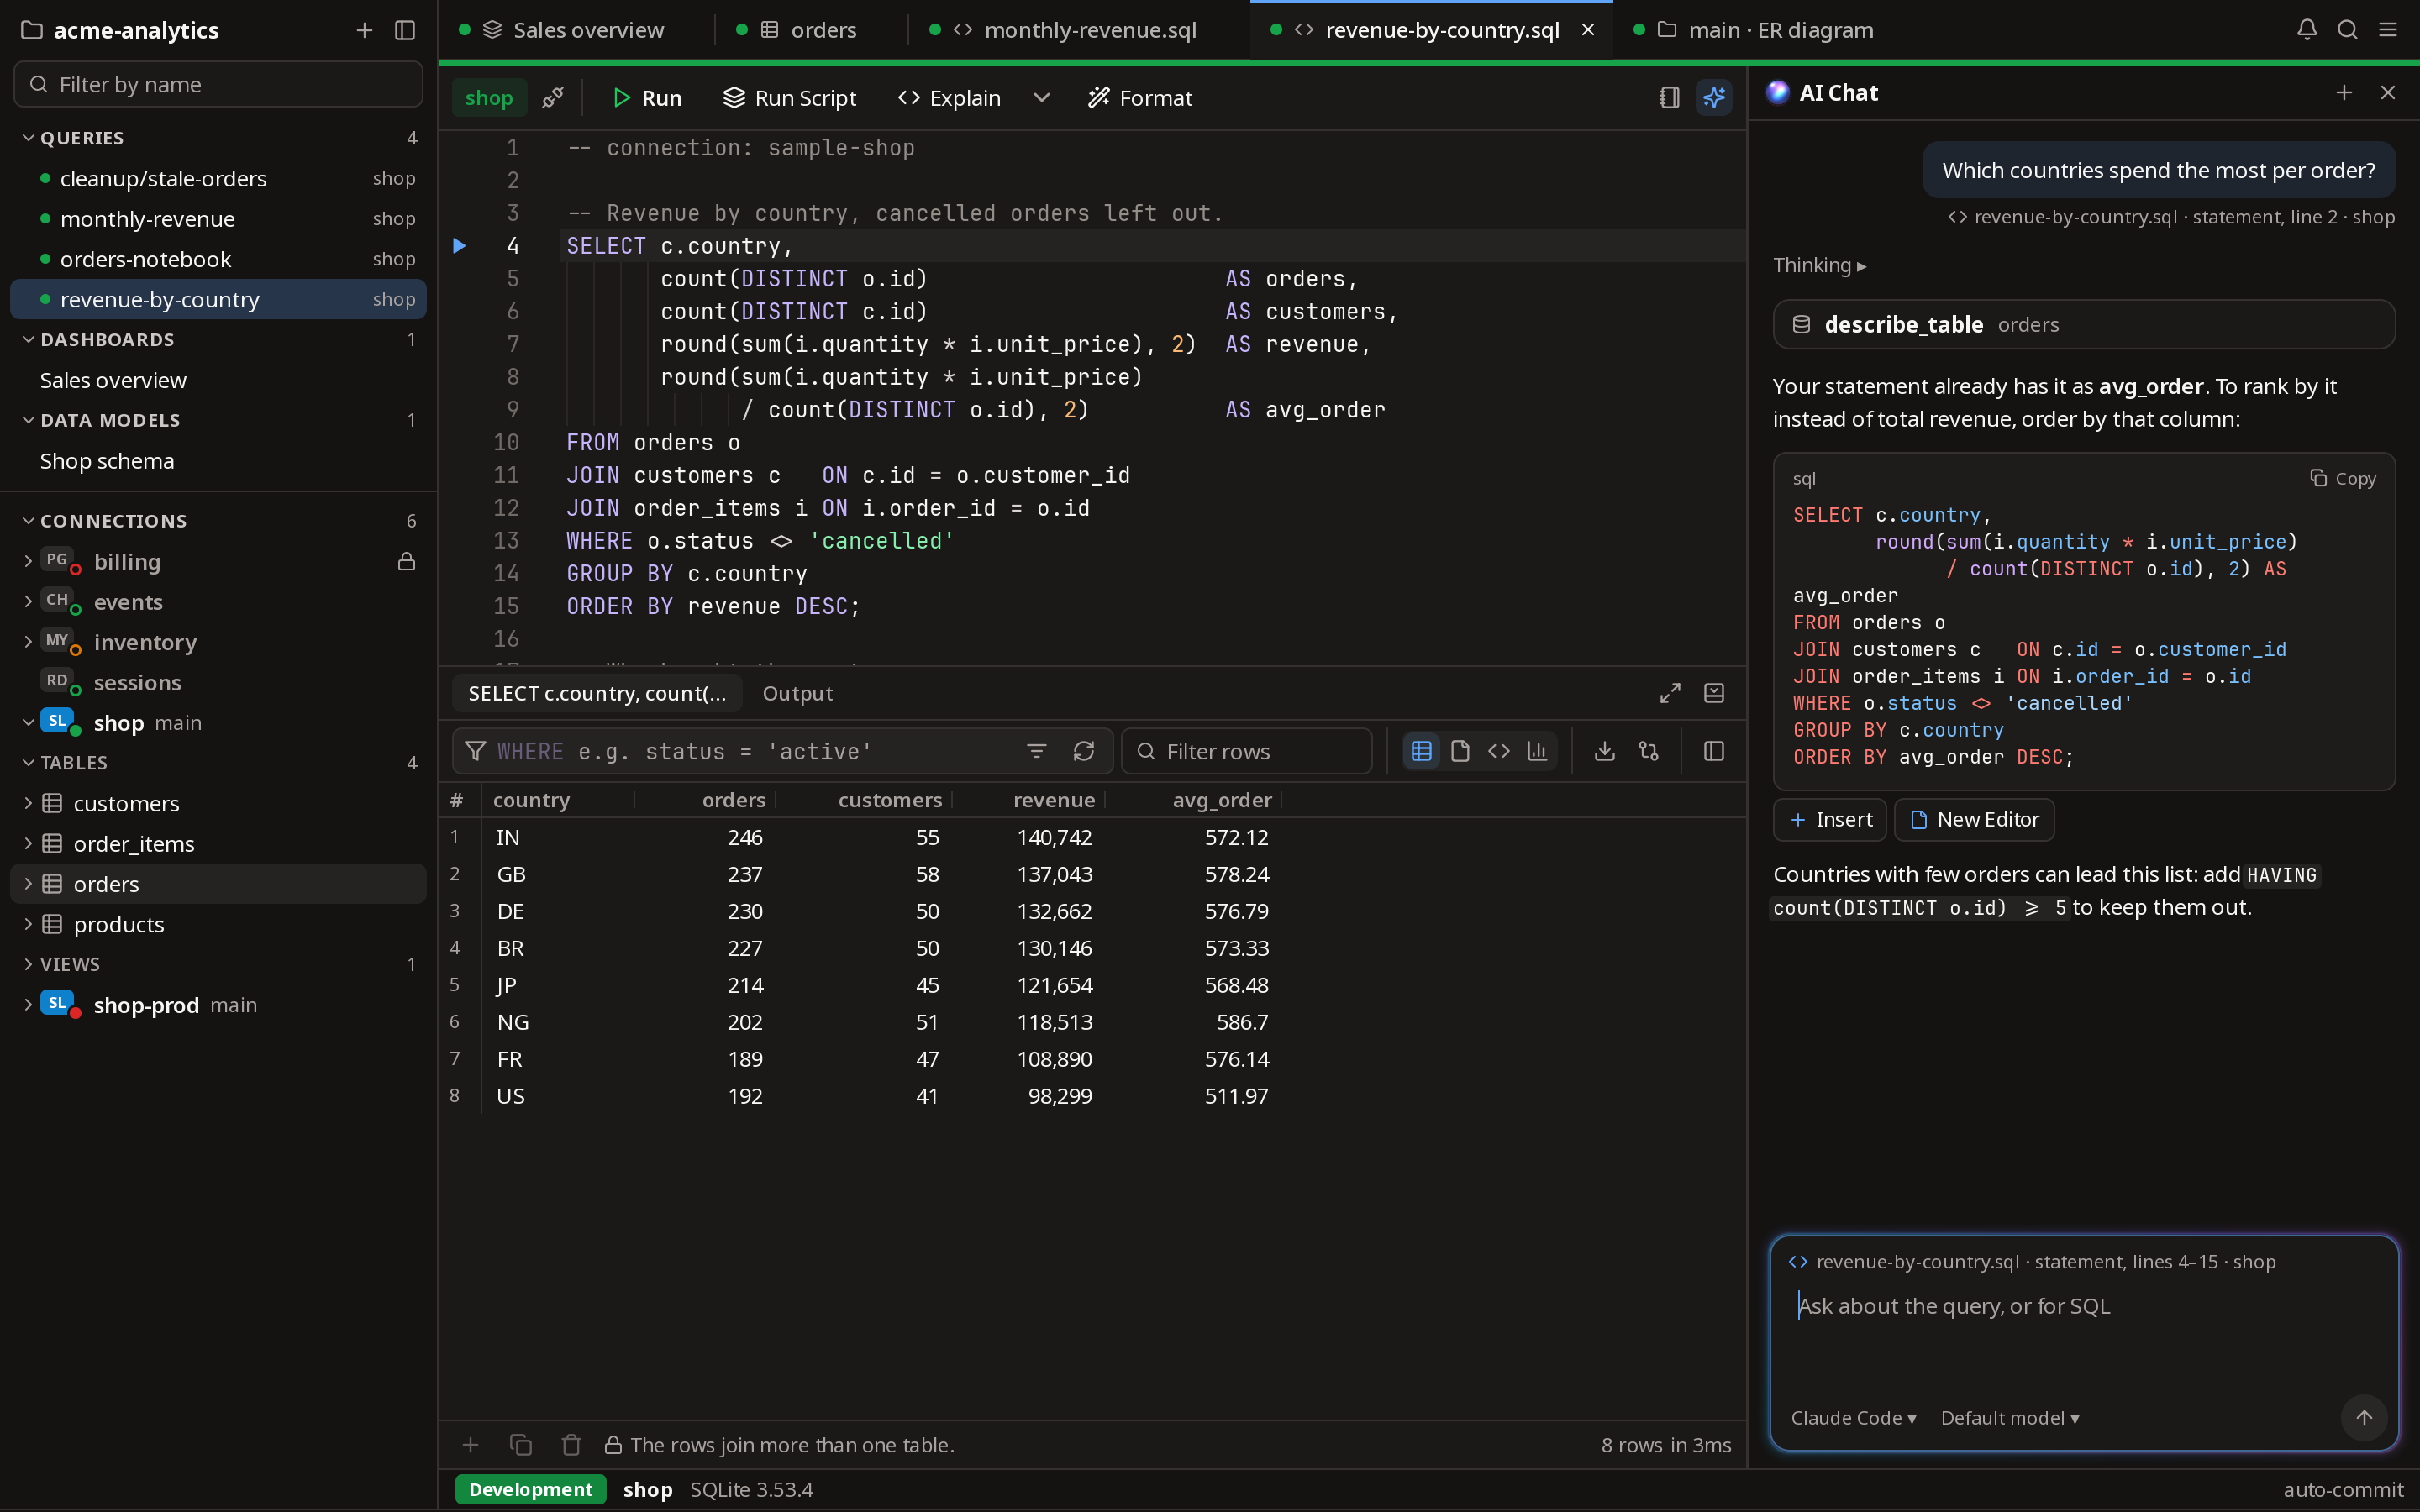 acme-analytics
Filter by name
QUERIES 4
cleanup/stale-orders shop
monthly-revenue shop
orders-notebook shop
revenue-by-country shop
DASHBOARDS 1
Sales overview
DATA MODELS 1
Shop schema
CONNECTIONS 6
PG billing
CH events
MY inventory
RD sessions
SL shop main
TABLES 4
customers
order_items
orders
products
VIEWS 1
SL shop-prod main
Sales overview
orders
monthly-revenue.sql
revenue-by-country.sql
main · ER diagram
shop Run Run Script Explain Format
1 -- connection: sample-shop
2
3 -- Revenue by country, cancelled orders left out.
4 SELECT c.country,
5 count(DISTINCT o.id) AS orders,
6 count(DISTINCT c.id) AS customers,
7 round(sum(i.quantity * i.unit_price), 2) AS revenue,
8 round(sum(i.quantity * i.unit_price)
9 / count(DISTINCT o.id), 2) AS avg_order
10 FROM orders o
11 JOIN customers c ON c.id = o.customer_id
12 JOIN order_items i ON i.order_id = o.id
13 WHERE o.status <> 'cancelled'
14 GROUP BY c.country
15 ORDER BY revenue DESC;
16
SELECT c.country, count(... Output
WHERE e.g. status = 'active' Filter rows
# country orders customers revenue avg_order
1 IN 246 55 140,742 572.12
2 GB 237 58 137,043 578.24
3 DE 230 50 132,662 576.79
4 BR 227 50 130,146 573.33
5 JP 214 45 121,654 568.48
6 NG 202 51 118,513 586.7
7 FR 189 47 108,890 576.14
8 US 192 41 98,299 511.97
The rows join more than one table. 8 rows in 3ms
Development shop SQLite 3.53.4 auto-commit
AI Chat
Which countries spend the most per order?
revenue-by-country.sql · statement, line 2 · shop
Thinking ▸
describe_table orders
Your statement already has it as avg_order. To rank by it
instead of total revenue, order by that column:
sql Copy
SELECT c.country,
round(sum(i.quantity * i.unit_price)
/ count(DISTINCT o.id), 2) AS
avg_order
FROM orders o
JOIN customers c ON c.id = o.customer_id
JOIN order_items i ON i.order_id = o.id
WHERE o.status <> 'cancelled'
GROUP BY c.country
ORDER BY avg_order DESC;
Insert New Editor
Countries with few orders can lead this list: add HAVING
count(DISTINCT o.id) >= 5 to keep them out.
revenue-by-country.sql · statement, lines 4–15 · shop
Ask about the query, or for SQL
Claude Code ▾ Default model ▾